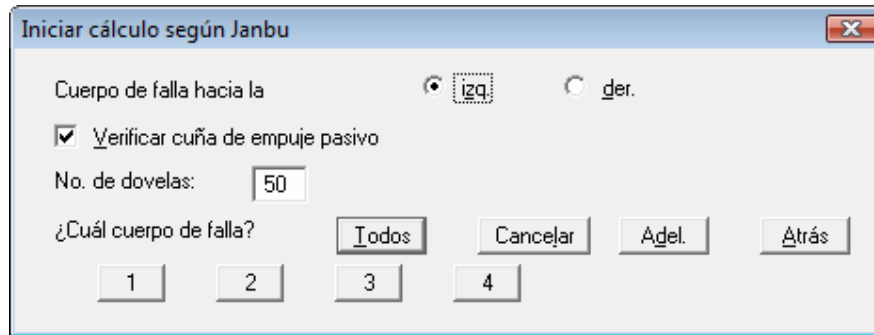 Iniciar cálculo según Janbu
Cuerpo de falla hacia la izq. der.
Verificar cuña de empuje pasivo
No. de dovelas: 50
¿Cuál cuerpo de falla? Todos Cancelar Adel. Atrás
1 2 3 4